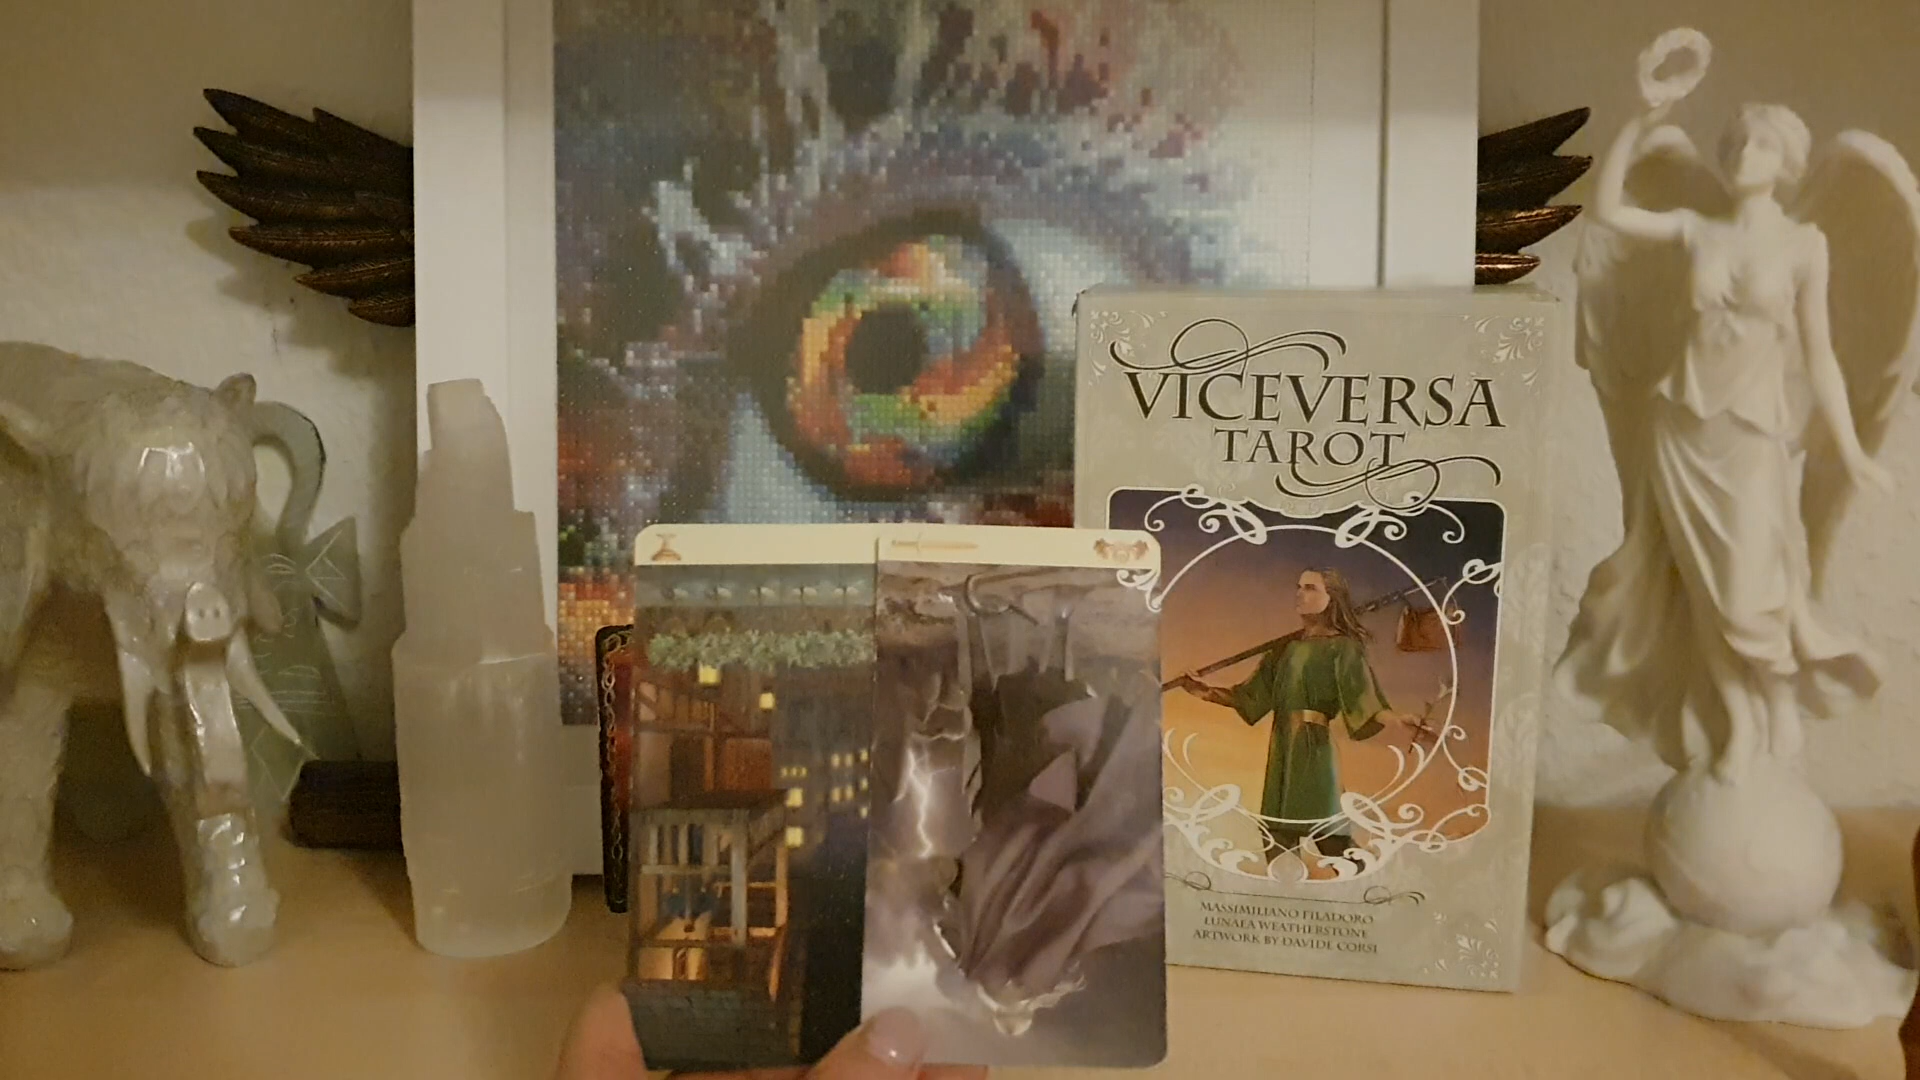 VICEVERSA
TAROT
MASSIMILIANO FILADORO
LUNAEA WEATHERSTONE
ARTWORK BY DAVIDE CORSI